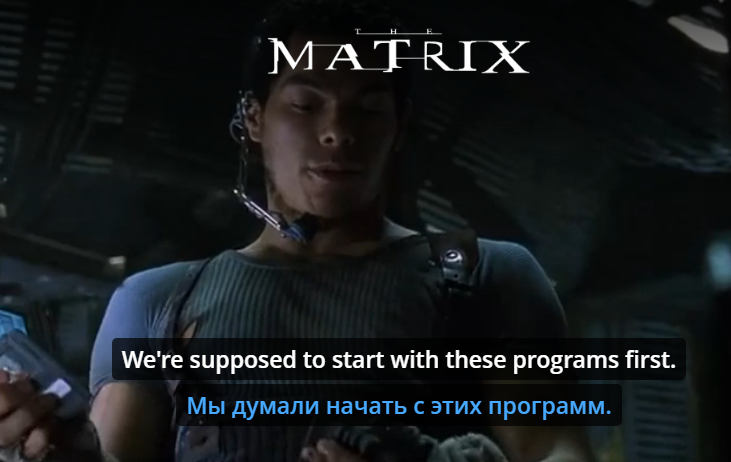 THE
MATRIX
We're supposed to start with these programs first.
Мы думали начать с этих программ.